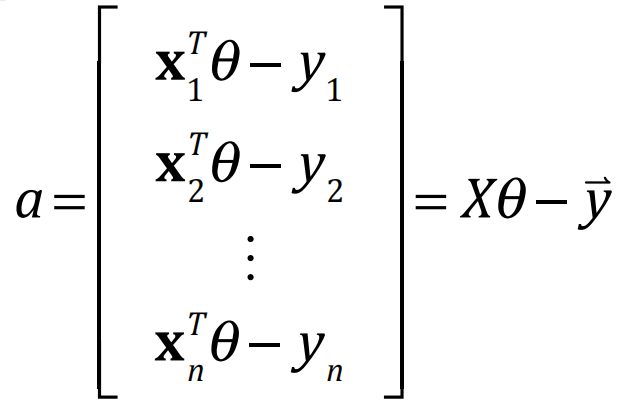 x₁ᵀθ − y₁
x₂ᵀθ − y₂
a = [ ⋮ ] = Xθ − y⃗
xₙᵀθ − yₙ